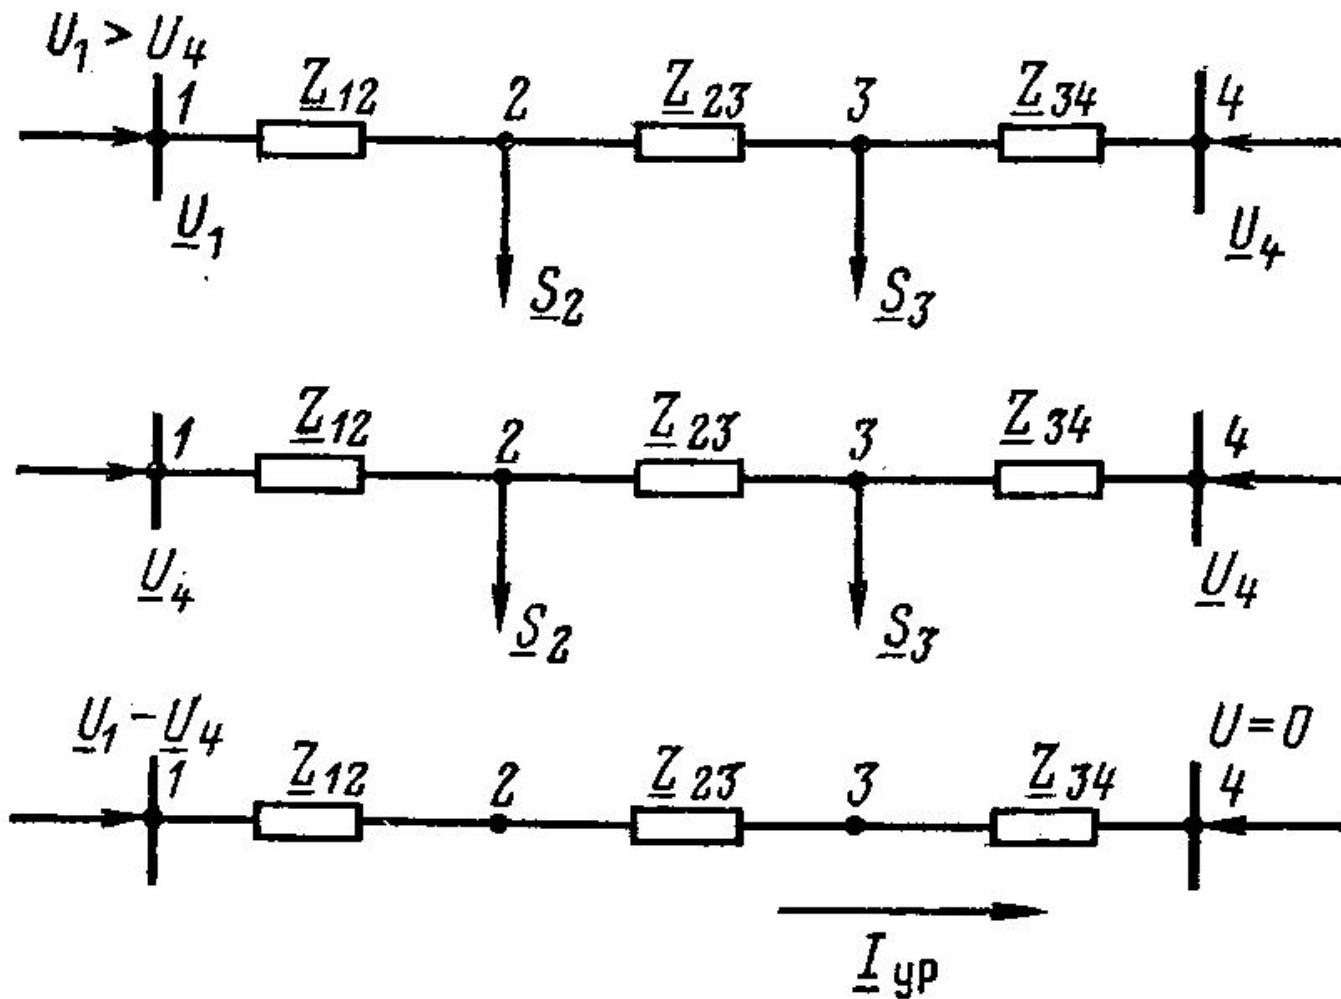 U₁ > U₄
1 Z₁₂ 2 Z₂₃ 3 Z₃₄ 4
U₁ U₄
S₂ S₃
1 Z₁₂ 2 Z₂₃ 3 Z₃₄ 4
U₄ U₄
S₂ S₃
U₁ - U₄ U = 0
1 Z₁₂ 2 Z₂₃ 3 Z₃₄ 4
I ур